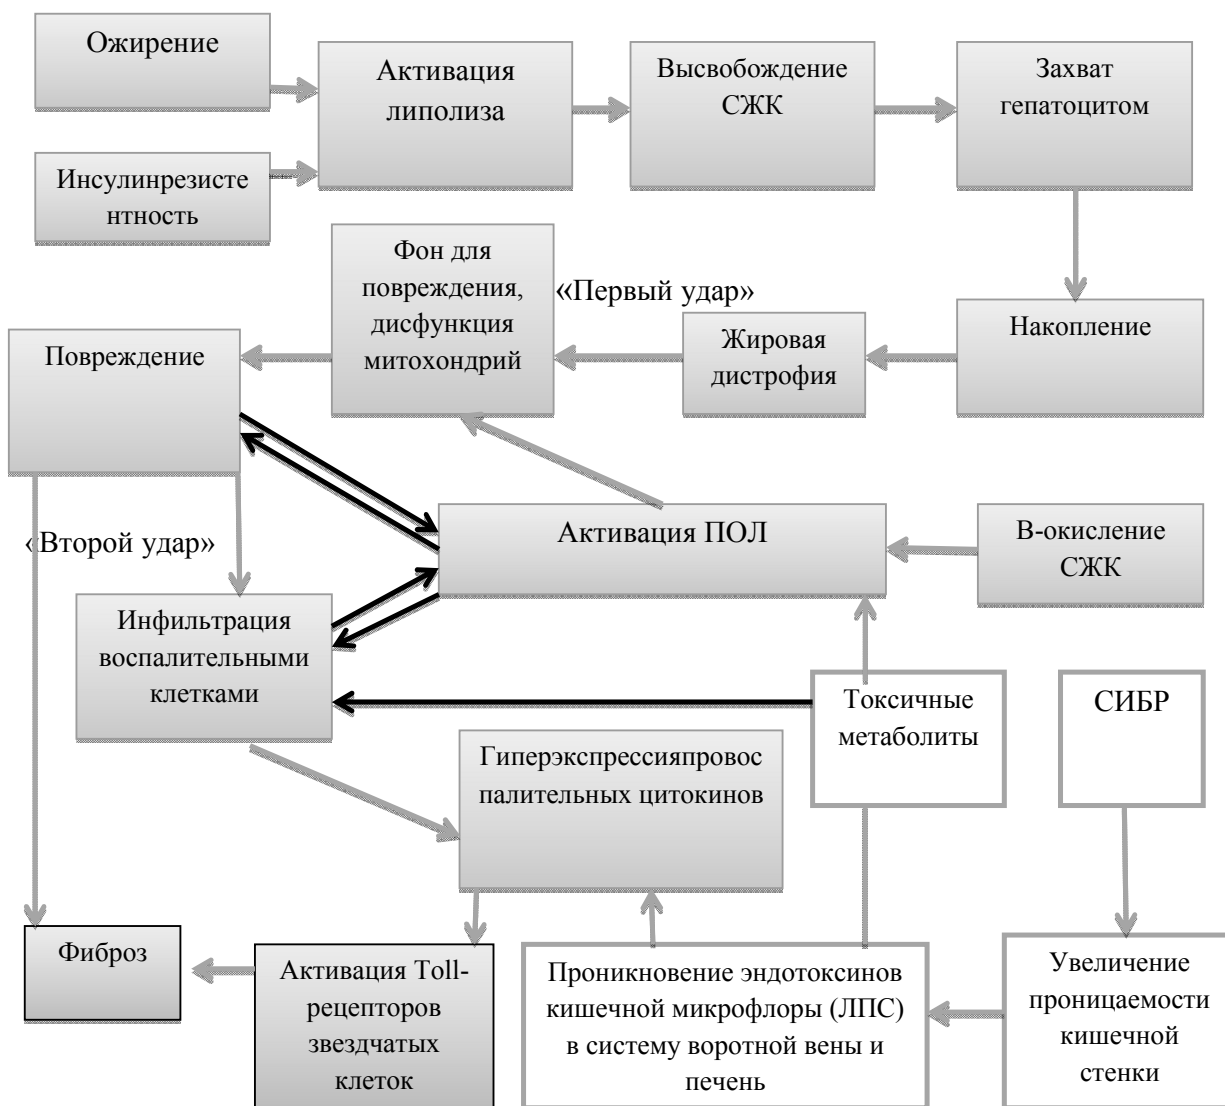 Ожирение
Активация
липолиза
Высвобождение
СЖК
Захват
гепатоцитом
Инсулинрезисте
нтность
Фон для
повреждения,
дисфункция
митохондрий
«Первый удар»
Жировая
дистрофия
Накопление
Повреждение
«Второй удар»
Активация ПОЛ
В-окисление
СЖК
Инфильтрация
воспалительными
клетками
Токсичные
метаболиты
СИБР
Гиперэкспрессияпровос
палительных цитокинов
Фиброз
Активация Toll-
рецепторов
звездчатых
клеток
Проникновение эндотоксинов
кишечной микрофлоры (ЛПС)
в систему воротной вены и
печень
Увеличение
проницаемости
кишечной
стенки